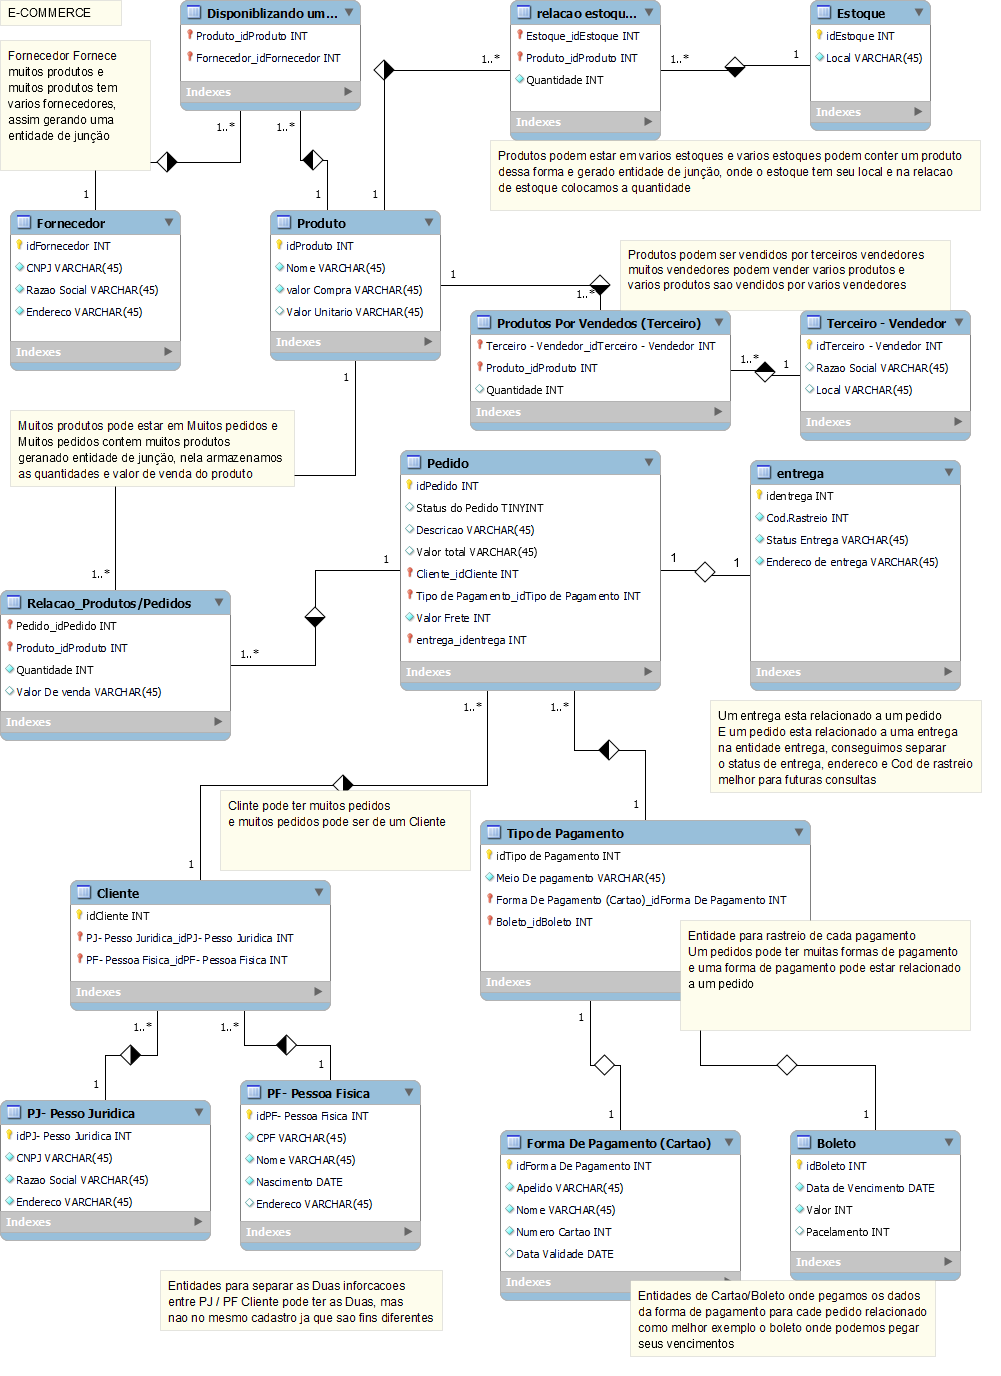 E-COMMERCE
Fornecedor Fornece
muitos produtos e
muitos produtos tem
varios fornecedores,
assim gerando uma
entidade de junção
Disponiblizando um...
Produto_idProduto INT
Fornecedor_idFornecedor INT
Indexes
relacao estoqu...
Estoque_idEstoque INT
Produto_idProduto INT
Quantidade INT
Indexes
Estoque
idEstoque INT
Local VARCHAR(45)
Indexes
1..*
1..*
1
1..*
1..*
Produtos podem estar em varios estoques e varios estoques podem conter um produto
dessa forma e gerado entidade de junção, onde o estoque tem seu local e na relacao
de estoque colocamos a quantidade
1
1
1
Fornecedor
idFornecedor INT
CNPJ VARCHAR(45)
Razao Social VARCHAR(45)
Endereco VARCHAR(45)
Indexes
Produto
idProduto INT
Nome VARCHAR(45)
valor Compra VARCHAR(45)
Valor Unitario VARCHAR(45)
Indexes
Produtos podem ser vendidos por terceiros vendedores
muitos vendedores podem vender varios produtos e
varios produtos sao vendidos por varios vendedores
1
1..*
Produtos Por Vendedos (Terceiro)
Terceiro - Vendedor_idTerceiro - Vendedor INT
Produto_idProduto INT
Quantidade INT
Indexes
1..*
1
Terceiro - Vendedor
idTerceiro - Vendedor INT
Razao Social VARCHAR(45)
Local VARCHAR(45)
Indexes
1
Muitos produtos pode estar em Muitos pedidos e
Muitos pedidos contem muitos produtos
geranado entidade de junção, nela armazenamos
as quantidades e valor de venda do produto
1..*
Pedido
idPedido INT
Status do Pedido TINYINT
Descricao VARCHAR(45)
Valor total VARCHAR(45)
Cliente_idCliente INT
Tipo de Pagamento_idTipo de Pagamento INT
Valor Frete INT
entrega_identrega INT
Indexes
1
1
1
entrega
identrega INT
Cod.Rastreio INT
Status Entrega VARCHAR(45)
Endereco de entrega VARCHAR(45)
Indexes
Relacao_Produtos/Pedidos
Pedido_idPedido INT
Produto_idProduto INT
Quantidade INT
Valor De venda VARCHAR(45)
Indexes
1..*
1..*
1..*
Um entrega esta relacionado a um pedido
E um pedido esta relacionado a uma entrega
na entidade entrega, conseguimos separar
o status de entrega, endereco e Cod de rastreio
melhor para futuras consultas
Clinte pode ter muitos pedidos
e muitos pedidos pode ser de um Cliente
1
1
Tipo de Pagamento
idTipo de Pagamento INT
Meio De pagamento VARCHAR(45)
Forma De Pagamento (Cartao)_idForma De Pagamento INT
Boleto_idBoleto INT
Indexes
Cliente
idCliente INT
PJ- Pesso Juridica_idPJ- Pesso Juridica INT
PF- Pessoa Fisica_idPF- Pessoa Fisica INT
Indexes
Entidade para rastreio de cada pagamento
Um pedidos pode ter muitas formas de pagamento
e uma forma de pagamento pode estar relacionado
a um pedido
1..*
1..*
1
1
1
1
1
PJ- Pesso Juridica
idPJ- Pesso Juridica INT
CNPJ VARCHAR(45)
Razao Social VARCHAR(45)
Endereco VARCHAR(45)
Indexes
PF- Pessoa Fisica
idPF- Pessoa Fisica INT
CPF VARCHAR(45)
Nome VARCHAR(45)
Nascimento DATE
Endereco VARCHAR(45)
Indexes
Forma De Pagamento (Cartao)
idForma De Pagamento INT
Apelido VARCHAR(45)
Nome VARCHAR(45)
Numero Cartao INT
Data Validade DATE
Indexes
Boleto
idBoleto INT
Data de Vencimento DATE
Valor INT
Pacelamento INT
Indexes
Entidades para separar as Duas inforcacoes
entre PJ / PF Cliente pode ter as Duas, mas
nao no mesmo cadastro ja que sao fins diferentes
Entidades de Cartao/Boleto onde pegamos os dados
da forma de pagamento para cade pedido relacionado
como melhor exemplo o boleto onde podemos pegar
seus vencimentos